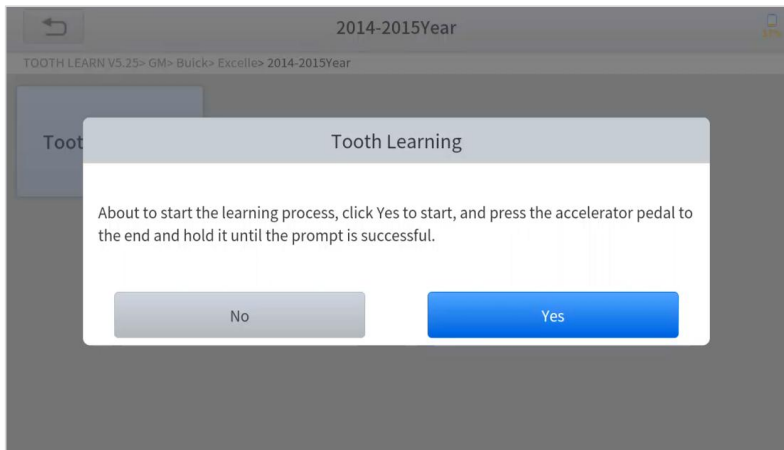 2014-2015Year
17%
TOOTH LEARN V5.25> GM> Buick> Excelle> 2014-2015Year
Toot
Tooth Learning
About to start the learning process, click Yes to start, and press the accelerator pedal to
the end and hold it until the prompt is successful.
No
Yes